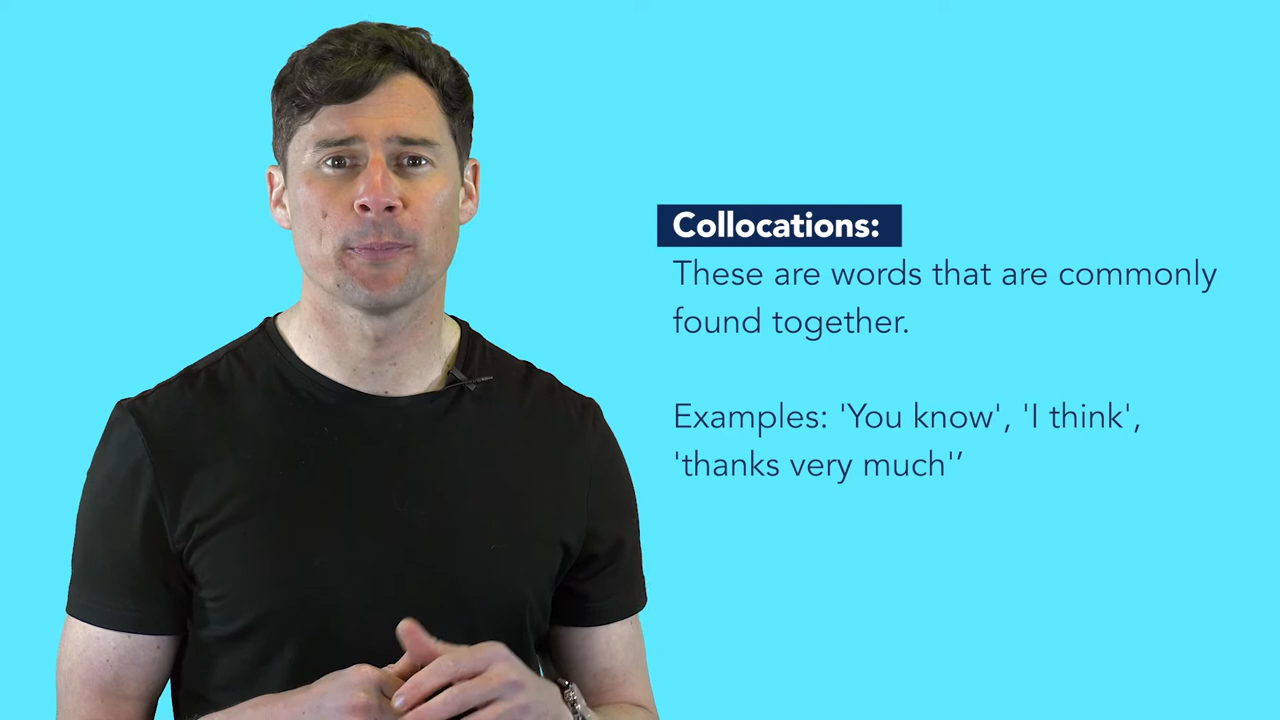 Collocations:
These are words that are commonly
found together.
Examples: 'You know', 'I think',
'thanks very much'’